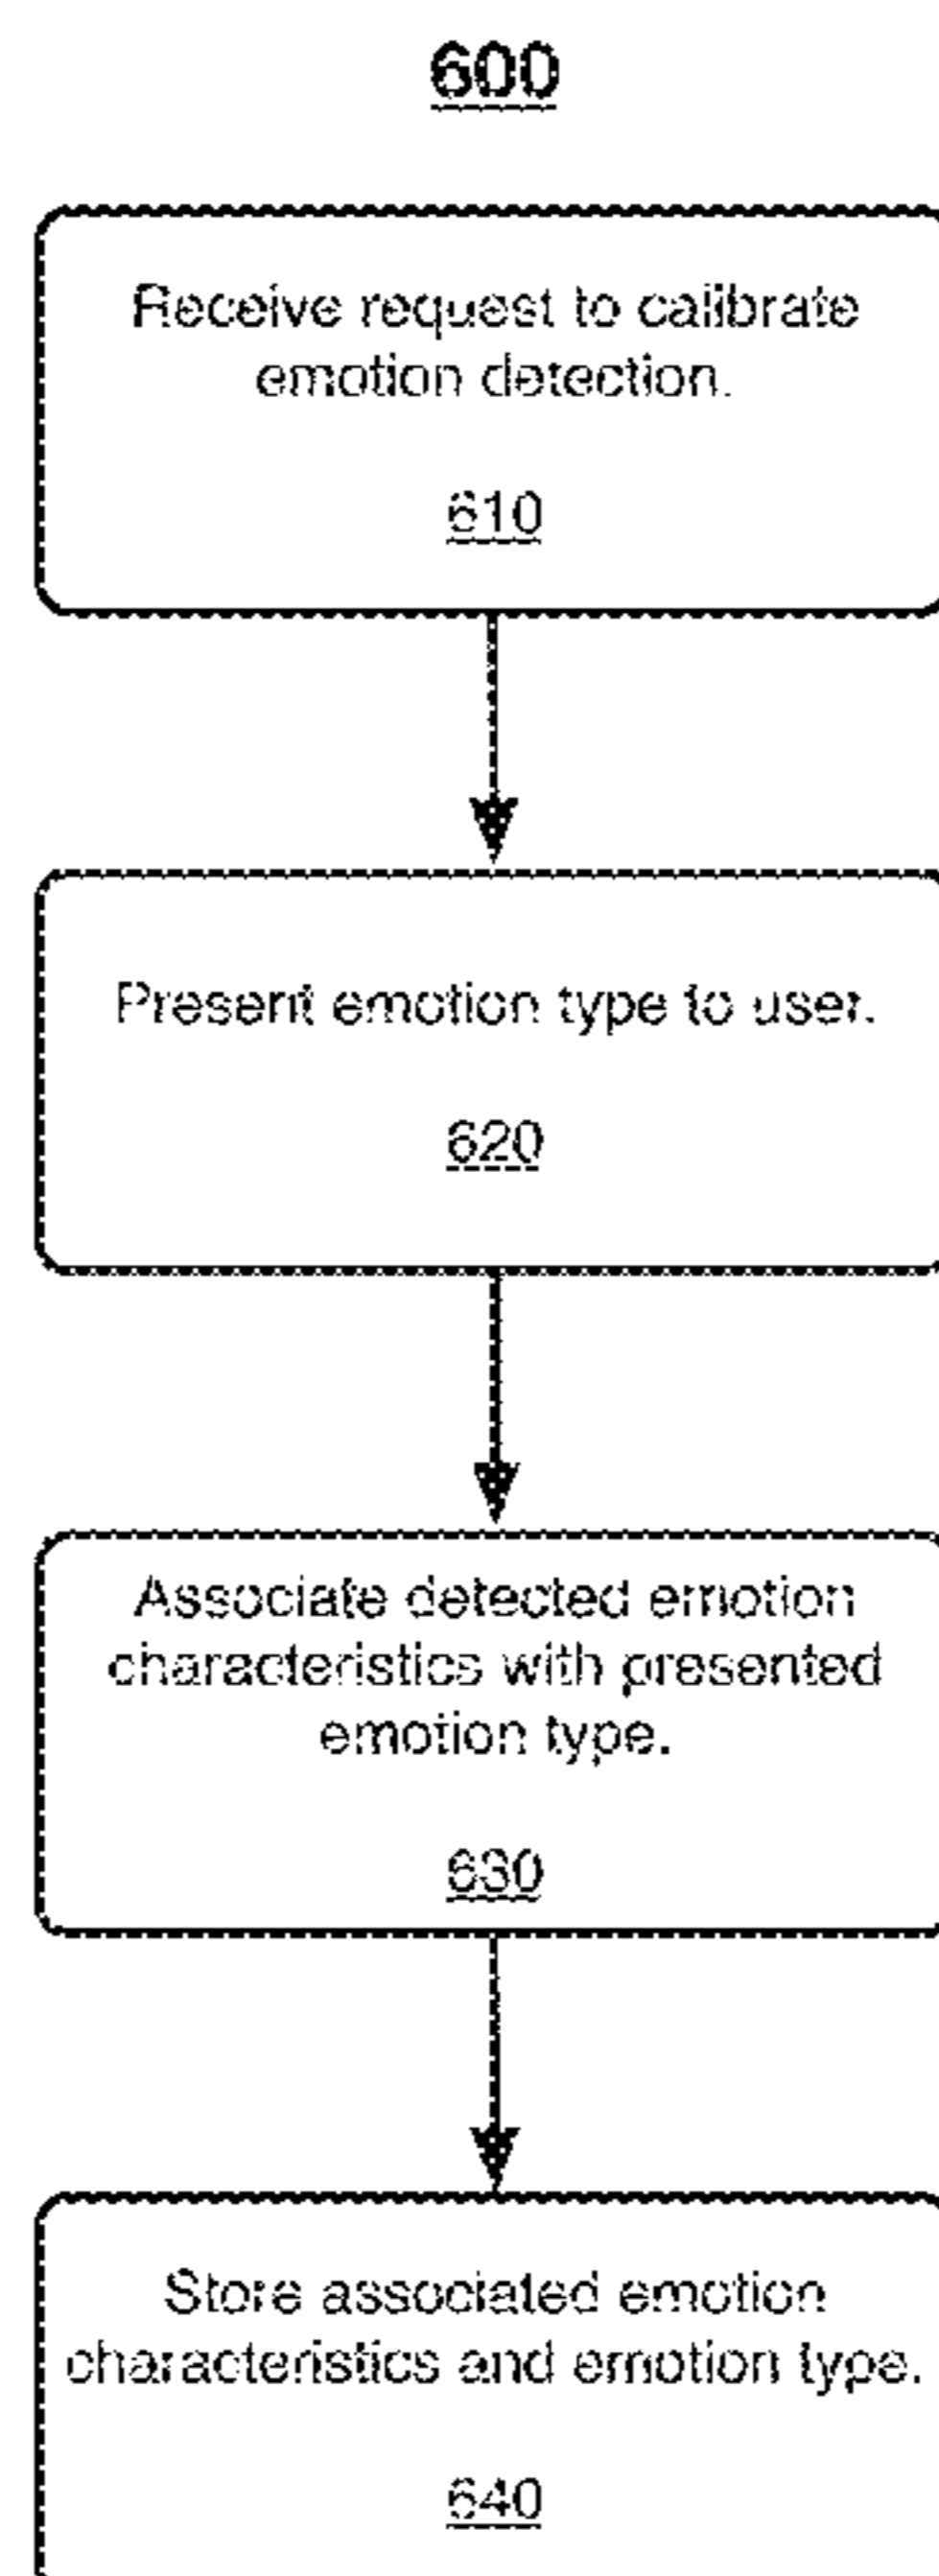 600
Receive request to calibrate
emotion detection.
610
Present emotion type to user.
620
Associate detected emotion
characteristics with presented
emotion type.
630
Store associated emotion
characteristics and emotion type.
640